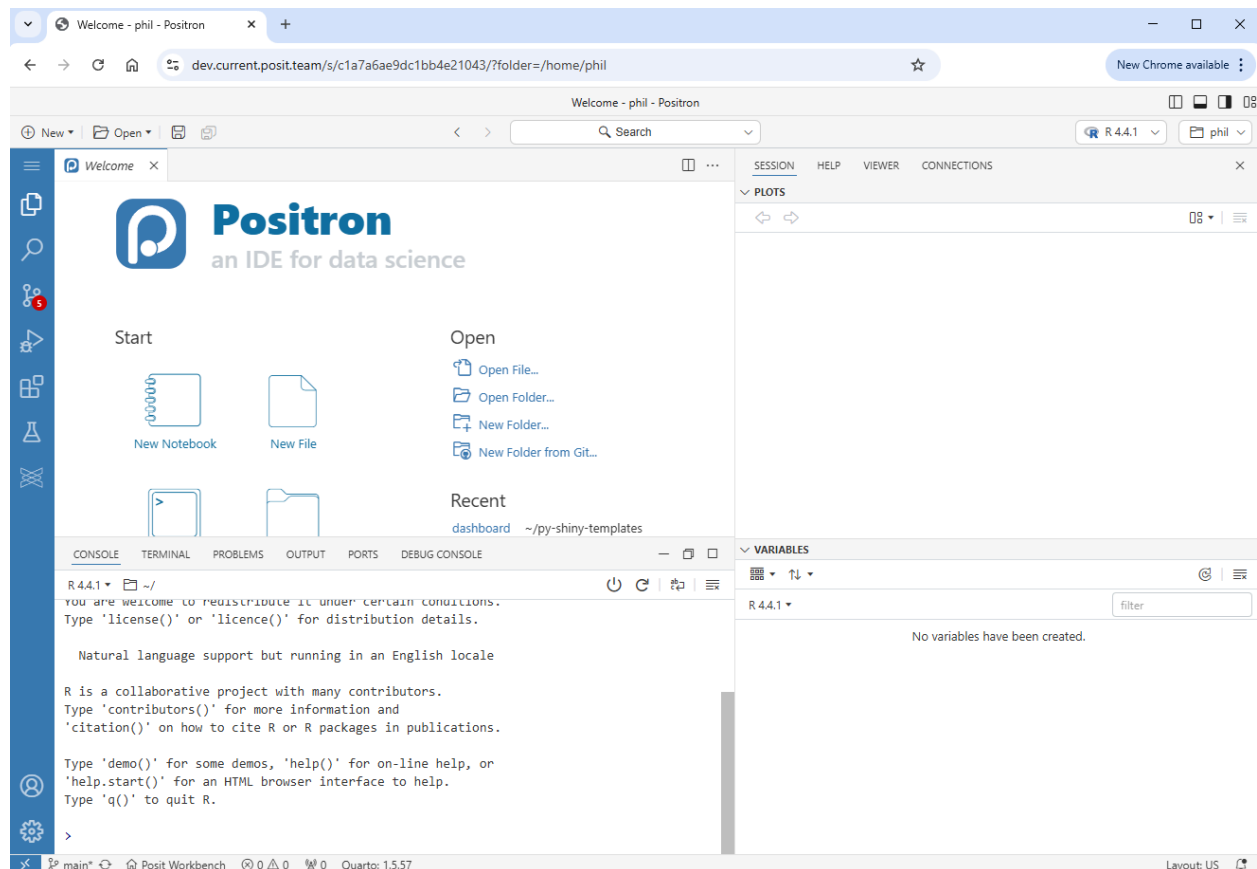 Welcome - phil - Positron
dev.current.posit.team/s/c1a7a6ae9dc1bb4e21043/?folder=/home/phil
New Chrome available
Welcome - phil - Positron
New
Open
Search
R 4.4.1
phil
Welcome
SESSION HELP VIEWER CONNECTIONS
PLOTS
Positron
an IDE for data science
5
Start
Open
Open File...
Open Folder...
New Folder...
New Folder from Git...
New Notebook
New File
Recent
dashboard ~/py-shiny-templates
CONSOLE TERMINAL PROBLEMS OUTPUT PORTS DEBUG CONSOLE
R 4.4.1 ~/
You are welcome to redistribute it under certain conditions.
Type 'license()' or 'licence()' for distribution details.
Natural language support but running in an English locale
R is a collaborative project with many contributors.
Type 'contributors()' for more information and
'citation()' on how to cite R or R packages in publications.
Type 'demo()' for some demos, 'help()' for on-line help, or
'help.start()' for an HTML browser interface to help.
Type 'q()' to quit R.
>
VARIABLES
R 4.4.1
filter
No variables have been created.
main* Posit Workbench 0 0 0 Quarto: 1.5.57
Layout: US